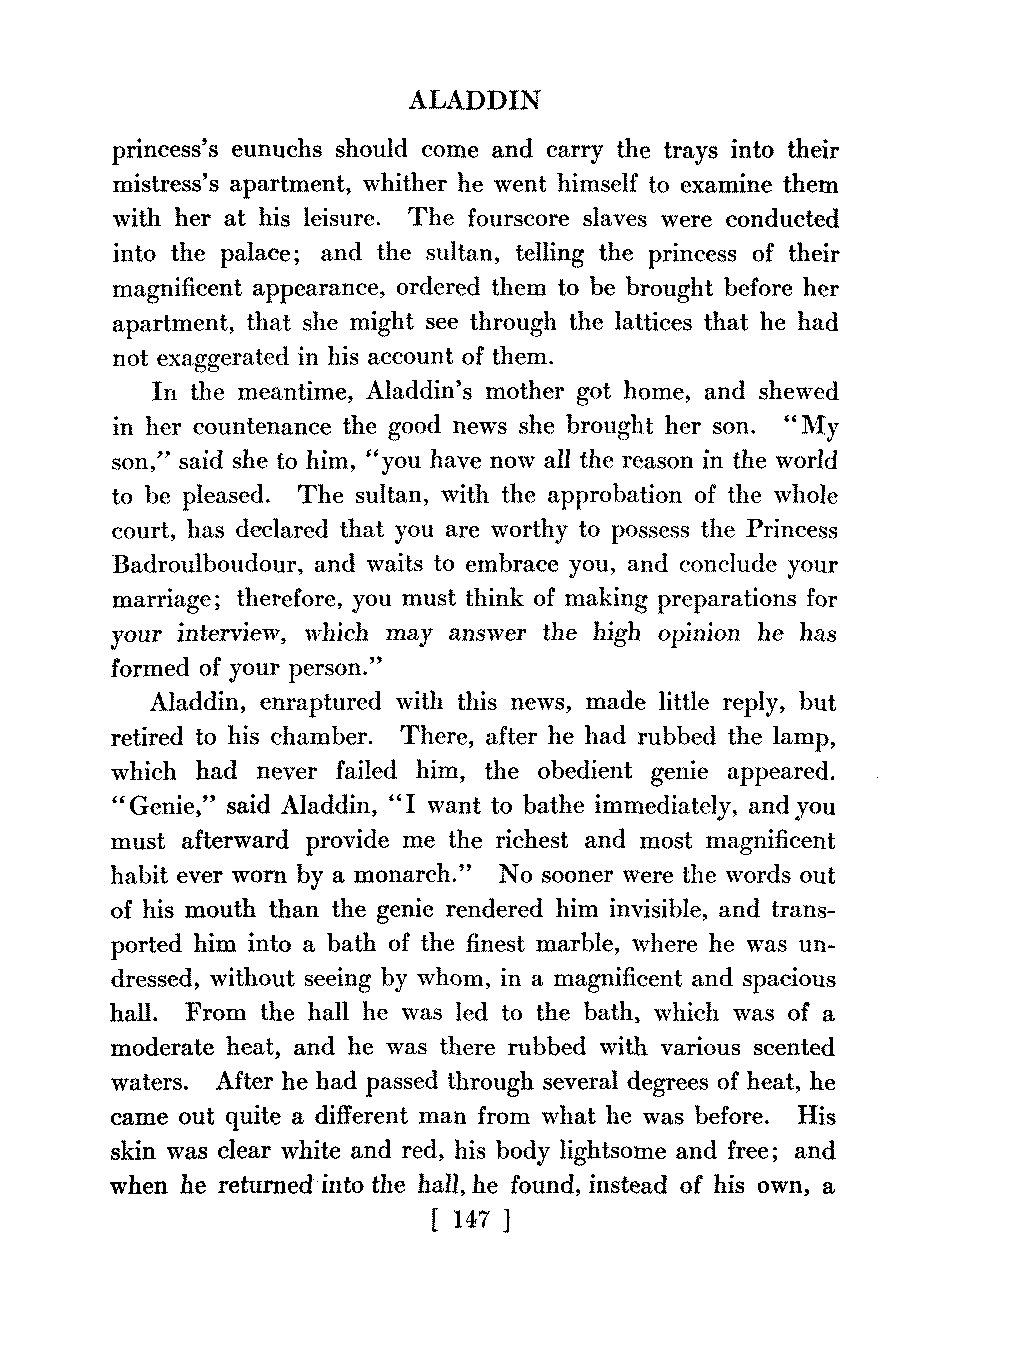 ALADDIN
princess's eunuchs should come and carry the trays into their
mistress's apartment, whither he went himself to examine them
with her at his leisure. The fourscore slaves were conducted
into the palace; and the sultan, telling the princess of their
magnificent appearance, ordered them to be brought before her
apartment, that she might see through the lattices that he had
not exaggerated in his account of them.
In the meantime, Aladdin's mother got home, and shewed
in her countenance the good news she brought her son. "My
son," said she to him, "you have now all the reason in the world
to be pleased. The sultan, with the approbation of the whole
court, has declared that you are worthy to possess the Princess
Badroulboudour, and waits to embrace you, and conclude your
marriage; therefore, you must think of making preparations for
your interview, which may answer the high opinion he has
formed of your person."
Aladdin, enraptured with this news, made little reply, but
retired to his chamber. There, after he had rubbed the lamp,
which had never failed him, the obedient genie appeared.
"Genie," said Aladdin, "I want to bathe immediately, and you
must afterward provide me the richest and most magnificent
habit ever worn by a monarch." No sooner were the words out
of his mouth than the genie rendered him invisible, and trans-
ported him into a bath of the finest marble, where he was un-
dressed, without seeing by whom, in a magnificent and spacious
hall. From the hall he was led to the bath, which was of a
moderate heat, and he was there rubbed with various scented
waters. After he had passed through several degrees of heat, he
came out quite a different man from what he was before. His
skin was clear white and red, his body lightsome and free; and
when he returned into the hall, he found, instead of his own, a
[ 147 ]